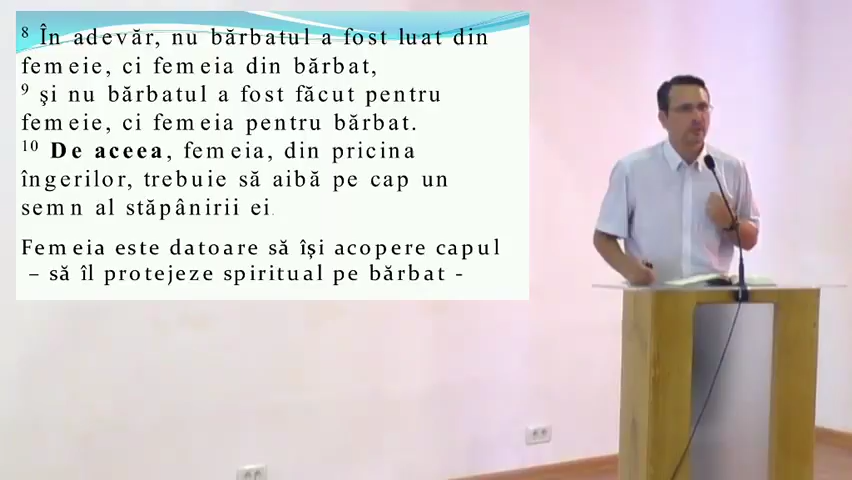 8 În adevăr, nu bărbatul a fost luat din
femeie, ci femeia din bărbat,
9 şi nu bărbatul a fost făcut pentru
femeie, ci femeia pentru bărbat.
10 De aceea, femeia, din pricina
îngerilor, trebuie să aibă pe cap un
semn al stăpânirii ei.
Femeia este datoare să îşi acopere capul
– să îl protejeze spiritual pe bărbat -